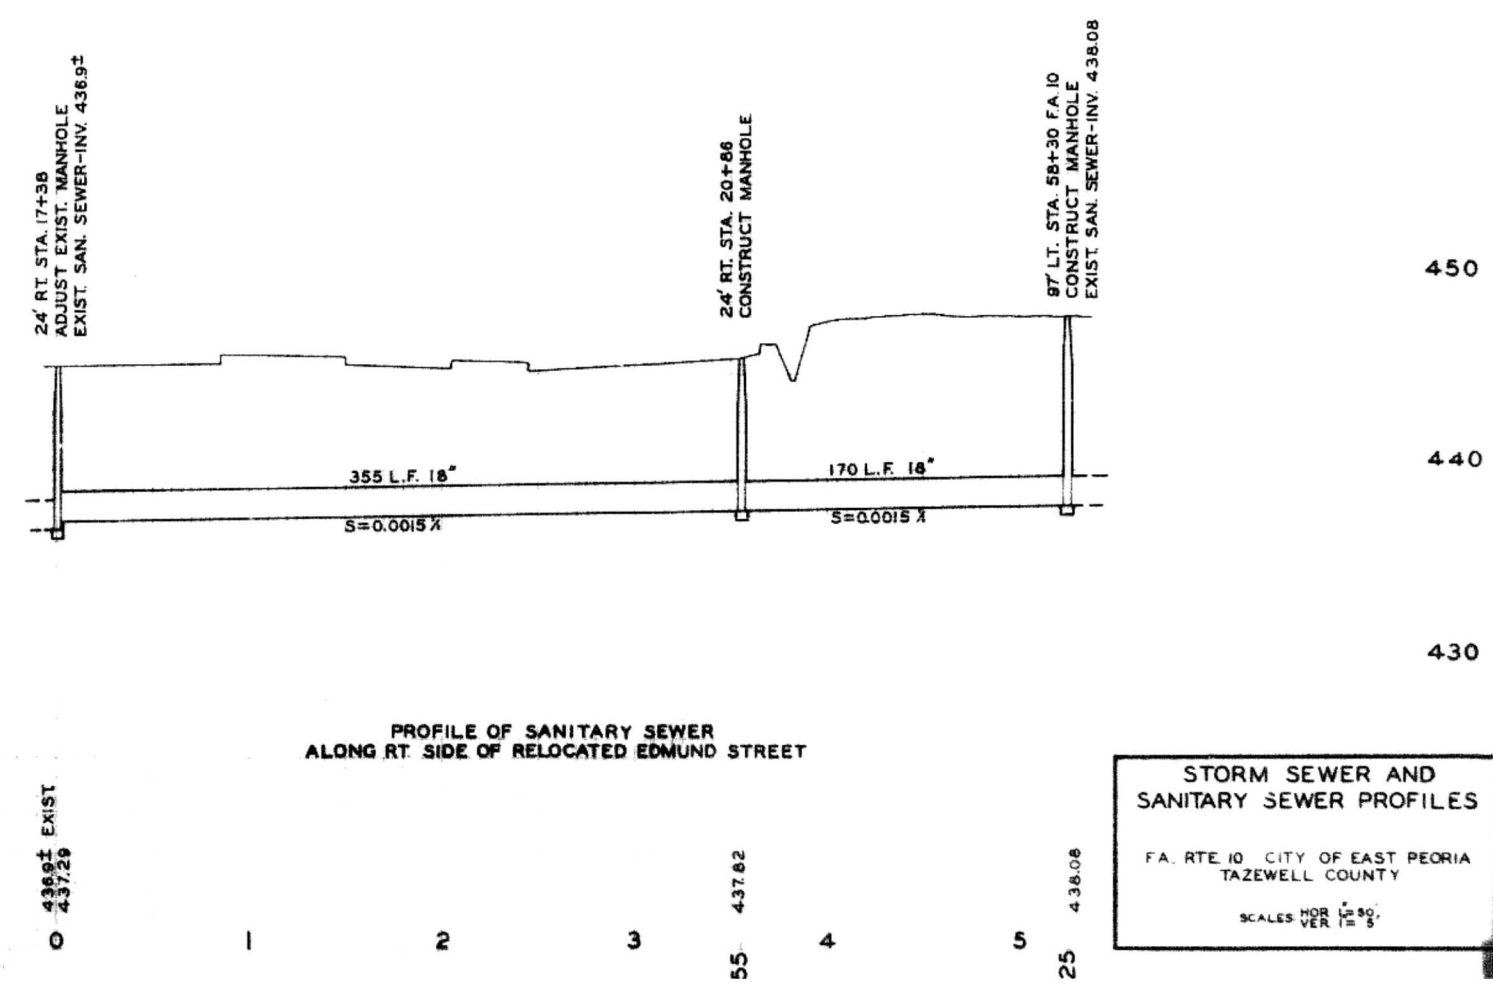 24' RT. STA. 17+38
ADJUST EXIST. MANHOLE
EXIST. SAN. SEWER-INV. 436.9±
24' RT. STA. 20+86
CONSTRUCT MANHOLE
97' LT. STA. 58+30 F.A.10
CONSTRUCT MANHOLE
EXIST. SAN. SEWER-INV. 438.08
450
440
430
355 L.F. 18"
170 L.F. 18"
S=0.0015
S=0.0015
PROFILE OF SANITARY SEWER
ALONG RT. SIDE OF RELOCATED EDMUND STREET
436.9± EXIST
437.29
437.82
438.08
0 1 2 3 4 5
55
25
STORM SEWER AND
SANITARY SEWER PROFILES
F.A. RTE. 10 CITY OF EAST PEORIA
TAZEWELL COUNTY
SCALES: HOR. 1"=50'
VER. 1"=5'